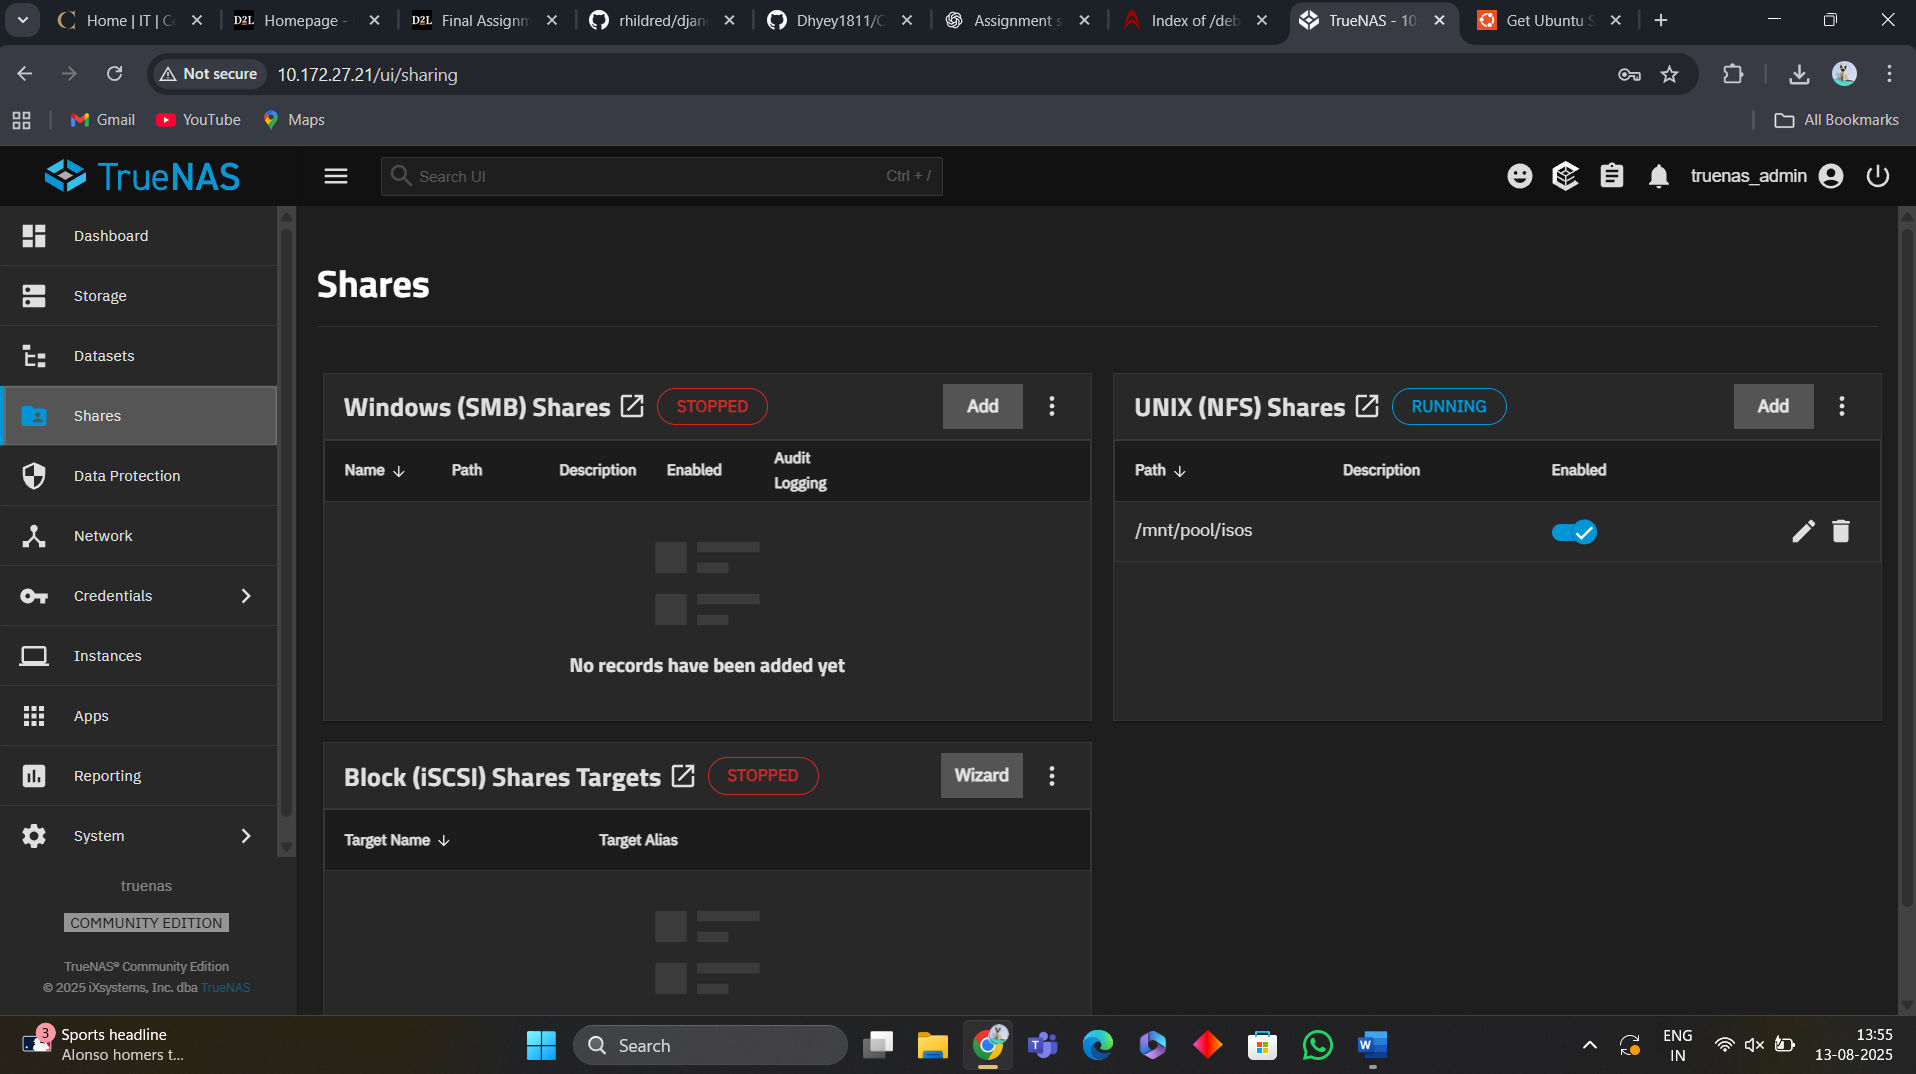 Home | IT | Co
Homepage -
Final Assignm
rhildred/djan
Dhyey1811/C
Assignment s
Index of /deb
TrueNAS - 10.
Get Ubuntu S
Not secure
10.172.27.21/ui/sharing
Gmail
YouTube
Maps
All Bookmarks
TrueNAS
Search UI
Ctrl + /
truenas_admin
Dashboard
Storage
Datasets
Shares
Data Protection
Network
Credentials
Instances
Apps
Reporting
System
truenas
COMMUNITY EDITION
TrueNAS® Community Edition
© 2025 iXsystems, Inc. dba TrueNAS
Shares
Windows (SMB) Shares
STOPPED
Add
Name
Path
Description
Enabled
Audit
Logging
No records have been added yet
UNIX (NFS) Shares
RUNNING
Add
Path
Description
Enabled
/mnt/pool/isos
Block (iSCSI) Shares Targets
STOPPED
Wizard
Target Name
Target Alias
3
Sports headline
Alonso homers t...
Search
ENG
IN
13:55
13-08-2025